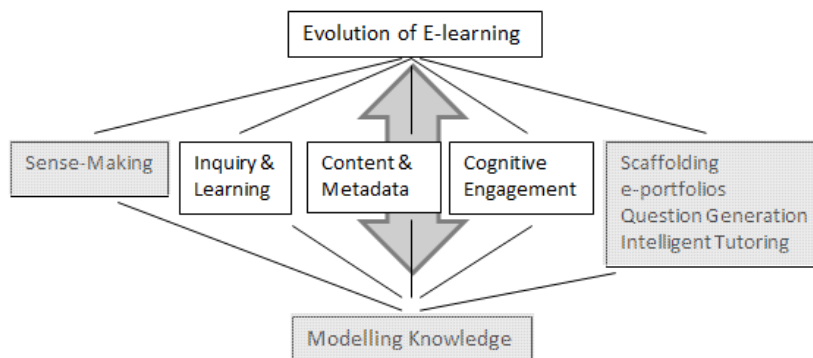 Evolution of E-learning
Sense-Making
Inquiry &
Learning
Content &
Metadata
Cognitive
Engagement
Scaffolding
e-portfolios
Question Generation
Intelligent Tutoring
Modelling Knowledge